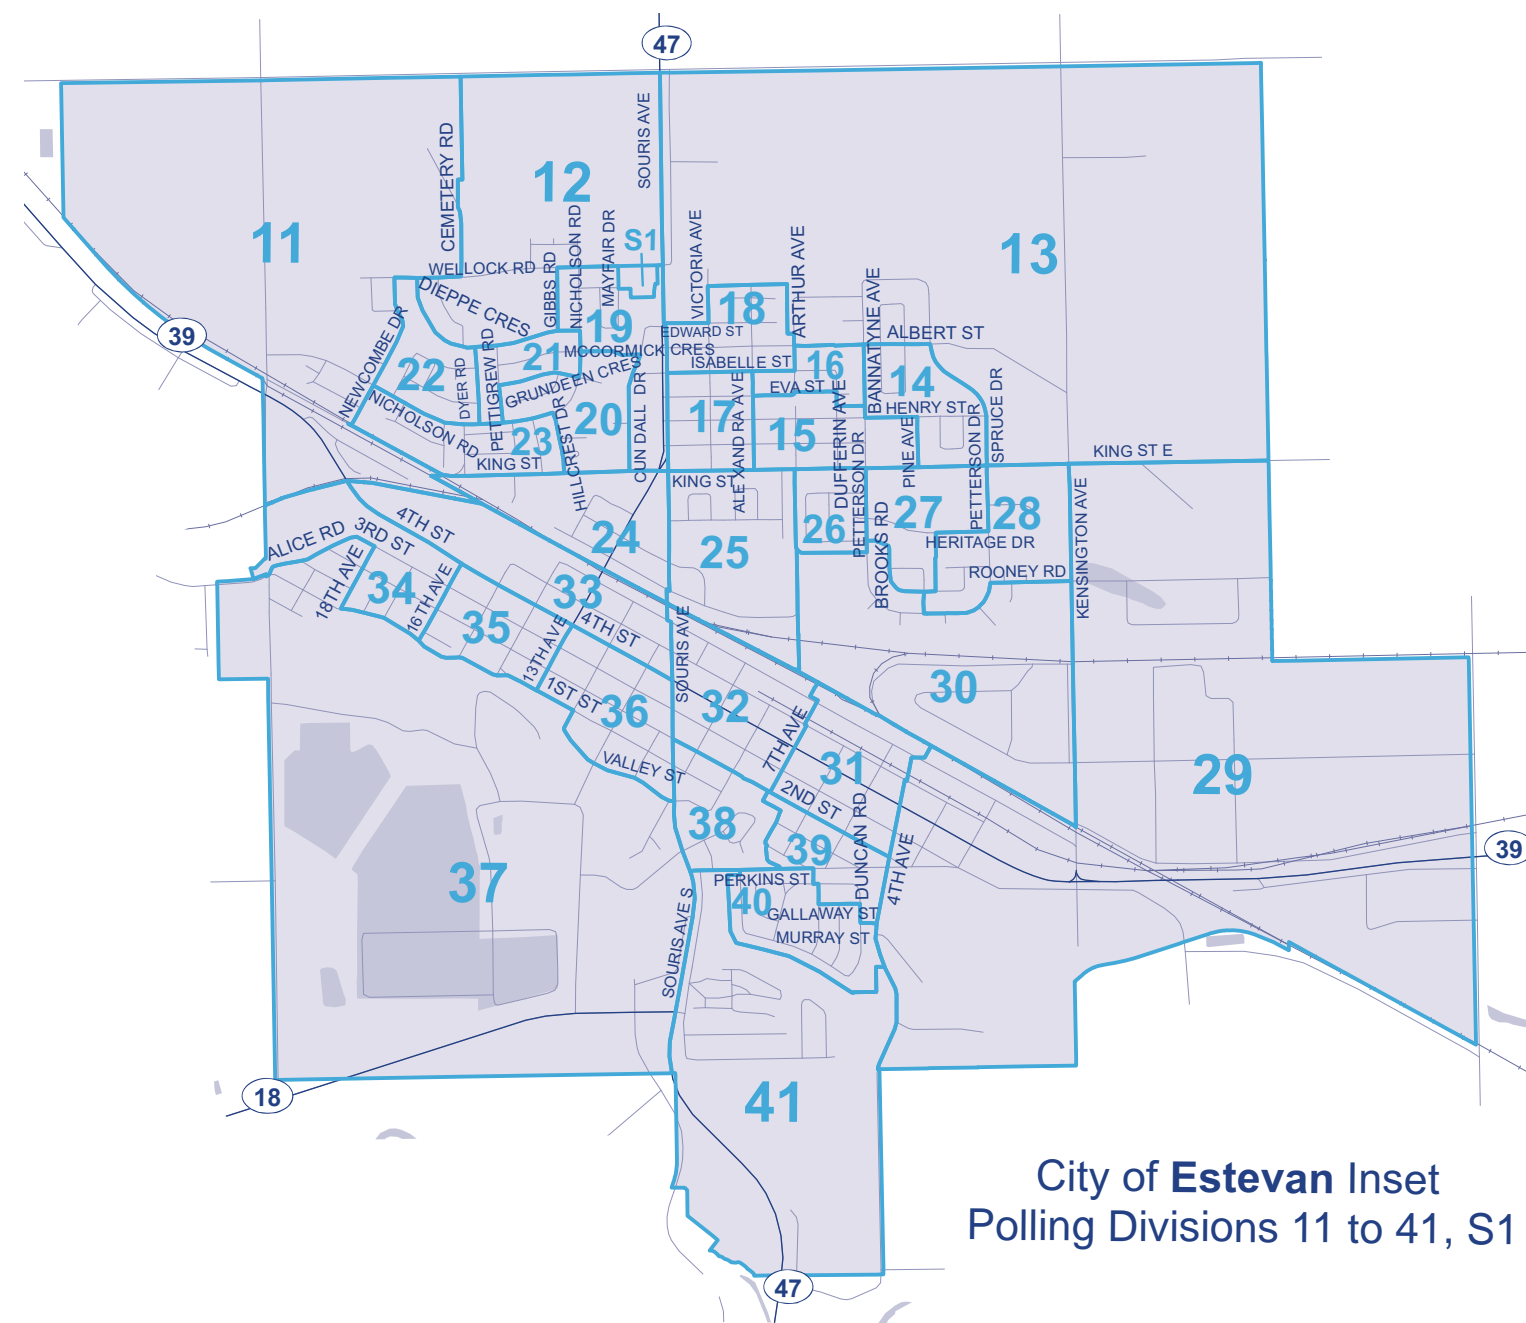 47
SOURIS AVE
CEMETERY RD
12
11
13
S1
NICHOLSON RD
MAYFAIR DR
VICTORIA AVE
ARTHUR AVE
GIBBS RD
WELLOCK RD
DIEPPE CRES
BANNATYNE AVE
18
19
39
NEWCOMBE DR
EDWARD ST
ALBERT ST
PETTIGREW RD
21
MCCORMICK CRES
ISABELLE ST
16
22
DYER RD
GRUNDEEN CRES
EVA ST
14
SPRUCE DR
NICHOLSON RD
CUNDALL DR
ALEXANDRA AVE
DUFFERIN AVE
HENRY ST
20
17
15
23
HILLCREST DR
PINE AVE
PETTERSON DR
KING ST
KING ST
KING ST E
PETTERSON DR
4TH ST
3RD ST
ALICE RD
24
25
26
27
28
BROOKS RD
HERITAGE DR
KENSINGTON AVE
ROONEY RD
18TH AVE
34
16TH AVE
33
35
4TH ST
13TH AVE
SOURIS AVE
1ST ST
36
32
30
7TH AVE
31
29
VALLEY ST
2ND ST
DUNCAN RD
38
39
4TH AVE
39
37
PERKINS ST
40
GALLAWAY ST
MURRAY ST
SOURIS AVE S
18
41
City of Estevan Inset
Polling Divisions 11 to 41, S1
47